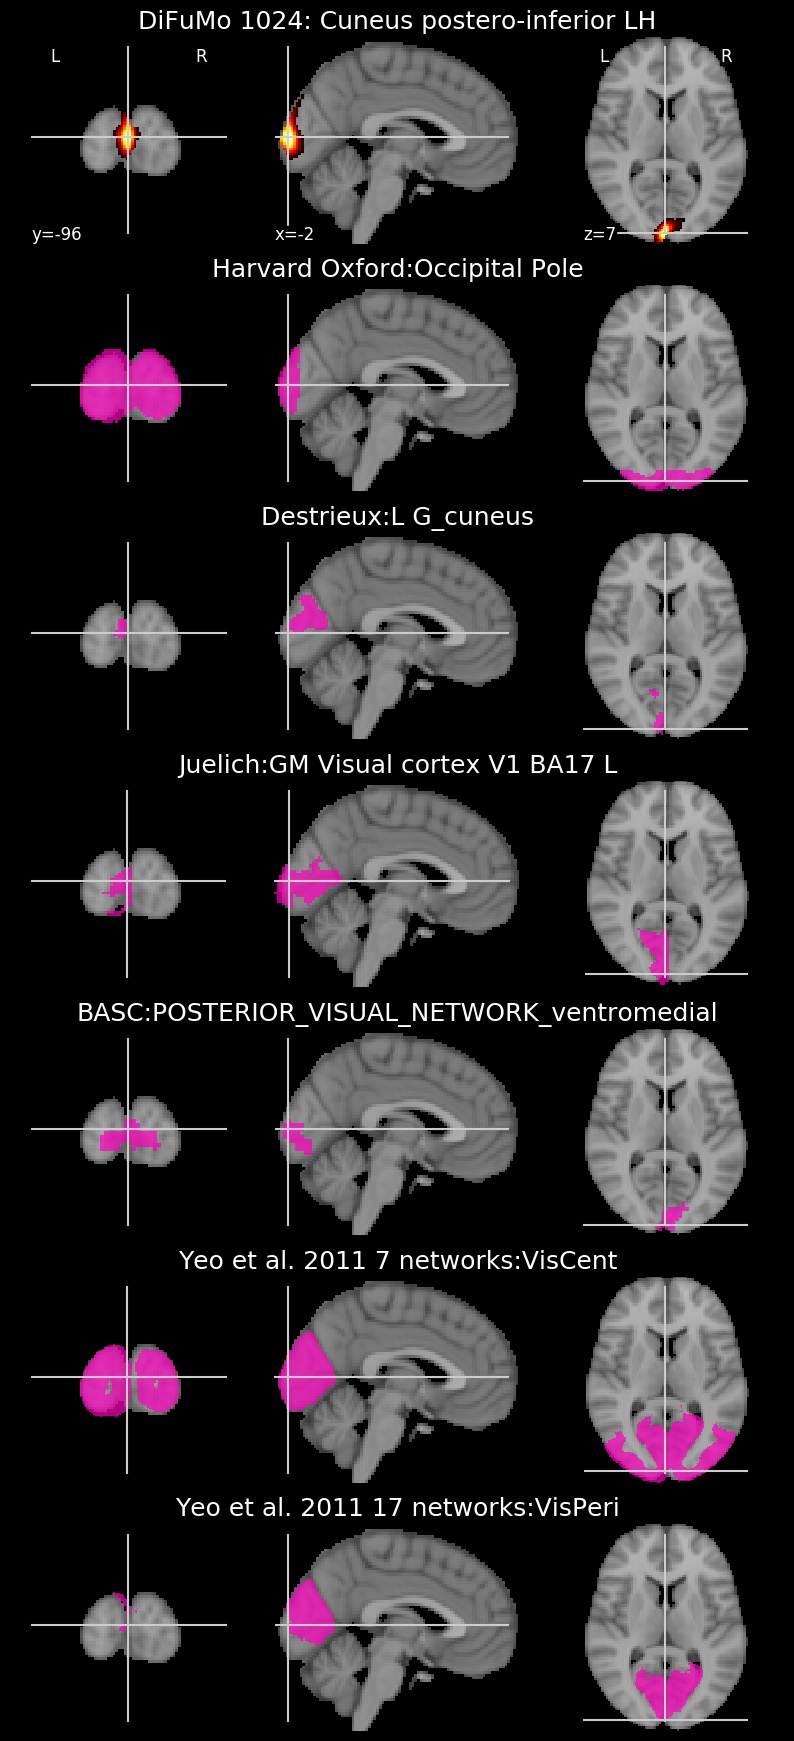 DiFuMo 1024: Cuneus postero-inferior LH
L R L R
y=-96 x=-2 z=7
Harvard Oxford:Occipital Pole
Destrieux:L G_cuneus
Juelich:GM Visual cortex V1 BA17 L
BASC:POSTERIOR_VISUAL_NETWORK_ventromedial
Yeo et al. 2011 7 networks:VisCent
Yeo et al. 2011 17 networks:VisPeri